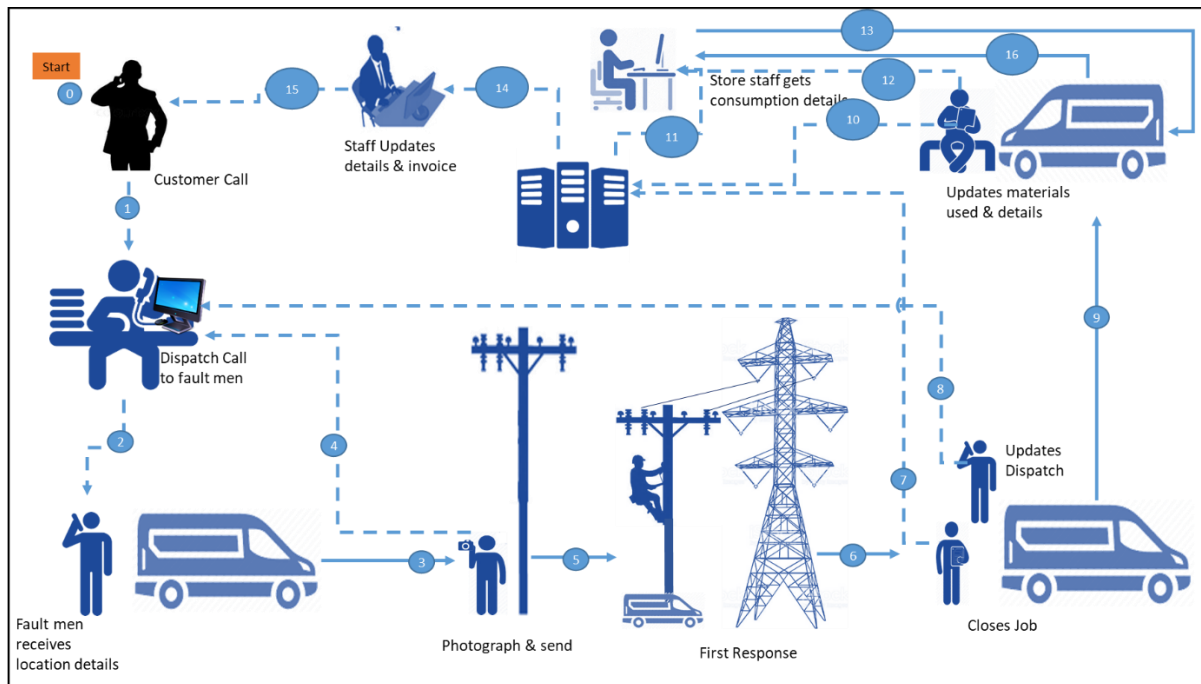 Start
0
13
16
15
14
12
Store staff gets
consumption details
10
11
Staff Updates
details & invoice
Customer Call
Updates materials
used & details
1
9
Dispatch Call
to fault men
8
2
4
Updates
Dispatch
7
3
5
6
Fault men
receives
location details
Photograph & send
First Response
Closes Job